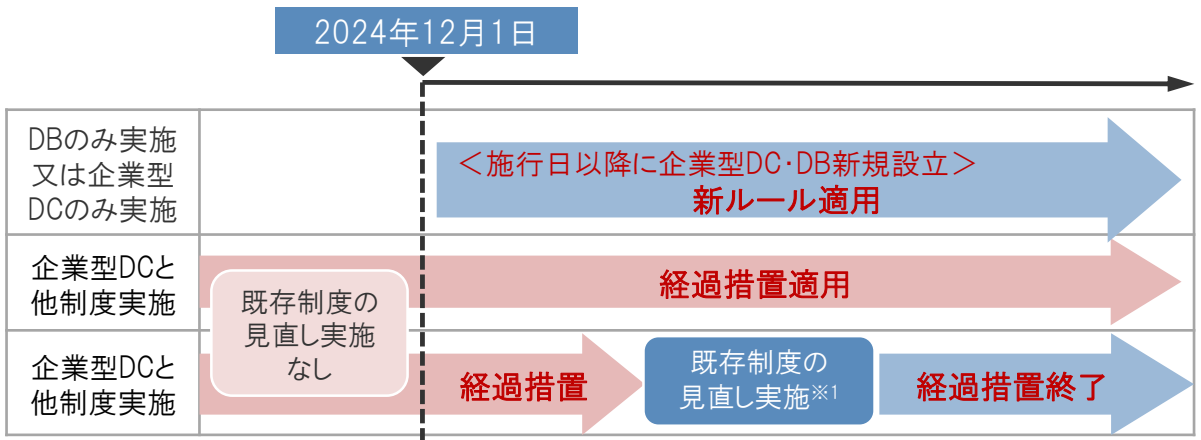 2024年12月1日
DBのみ実施
又は企業型
DCのみ実施
＜施行日以降に企業型DC･DB新規設立＞
新ルール適用
企業型DCと
他制度実施
既存制度の
見直し実施
なし
経過措置適用
企業型DCと
他制度実施
経過措置
既存制度の
見直し実施※1
経過措置終了